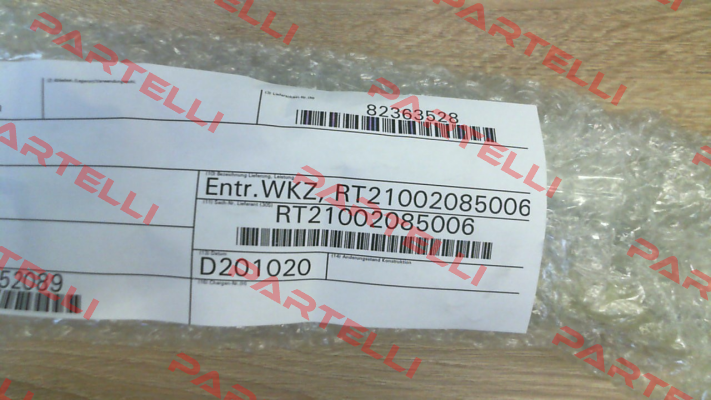 82363528
Entr.WKZ, RT21002085006
RT21002085006
D201020
52089
PARTELLI